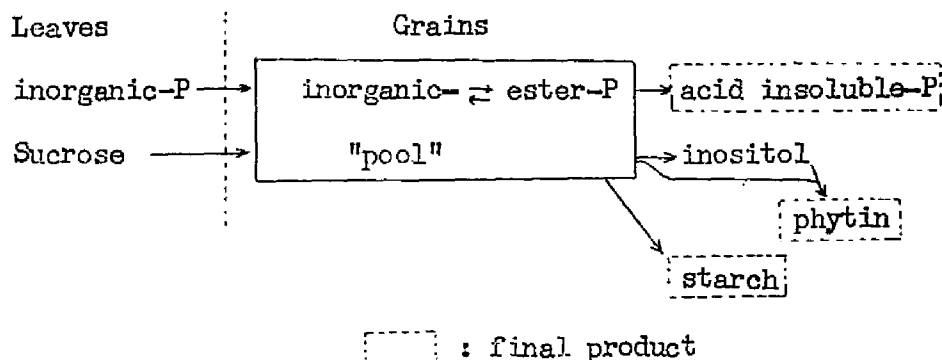 Leaves Grains
inorganic-P inorganic- ⇄ ester-P acid insoluble-P
Sucrose "pool" inositol
phytin
starch
: final product